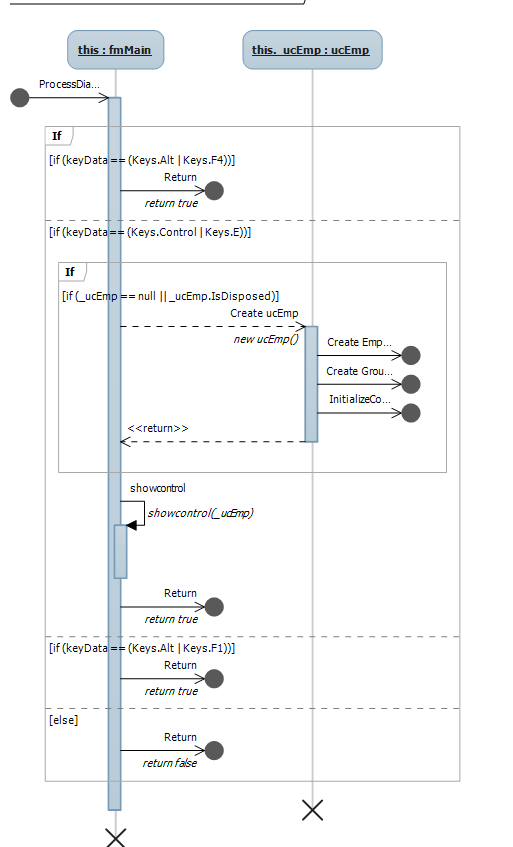 this : fmMain
this._ucEmp : ucEmp
ProcessDia...
If
[if (keyData == (Keys.Alt | Keys.F4))]
Return
return true
[if (keyData == (Keys.Control | Keys.E))]
If
[if (_ucEmp == null || _ucEmp.IsDisposed)]
Create ucEmp
new ucEmp()
Create Emp...
Create Grou...
InitializeCo...
<<return>>
showcontrol
showcontrol(_ucEmp)
Return
return true
[if (keyData == (Keys.Alt | Keys.F1))]
Return
return true
[else]
Return
return false